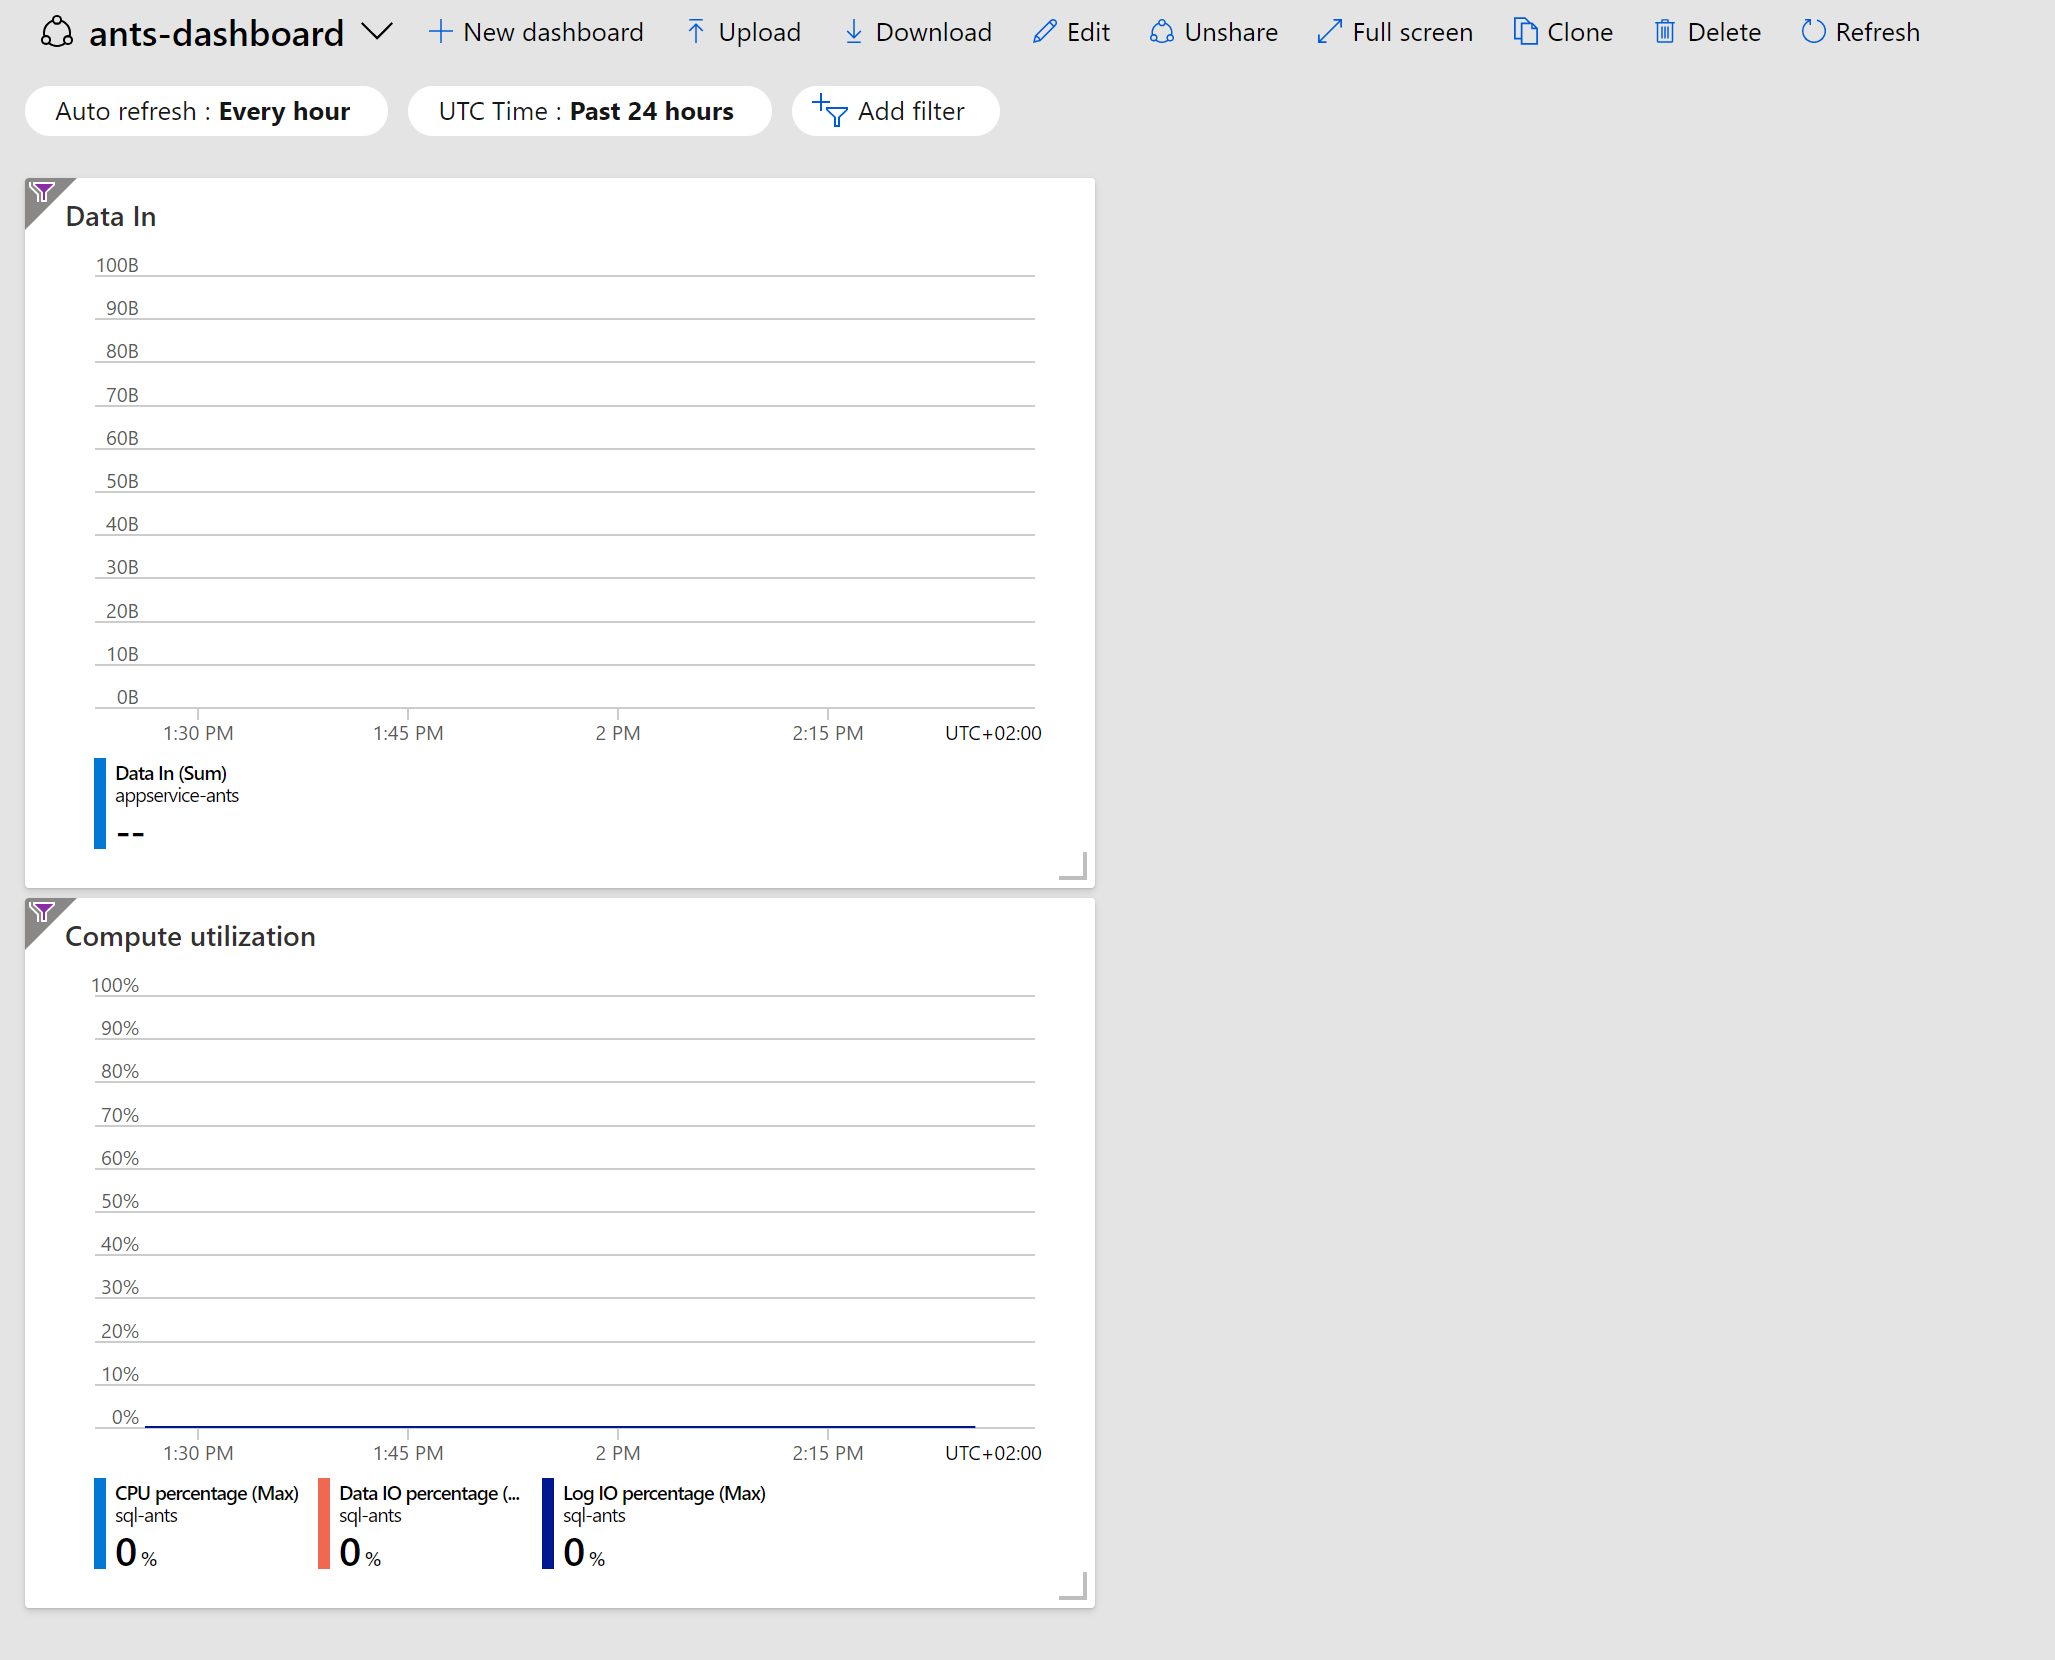 ants-dashboard New dashboard Upload Download Edit Unshare Full screen Clone Delete Refresh
Auto refresh : Every hour UTC Time : Past 24 hours Add filter
Data In
100B
90B
80B
70B
60B
50B
40B
30B
20B
10B
0B
1:30 PM 1:45 PM 2 PM 2:15 PM UTC+02:00
Data In (Sum)
appservice-ants
--
Compute utilization
100%
90%
80%
70%
60%
50%
40%
30%
20%
10%
0%
1:30 PM 1:45 PM 2 PM 2:15 PM UTC+02:00
CPU percentage (Max) Data IO percentage (... Log IO percentage (Max)
sql-ants sql-ants sql-ants
0 % 0 % 0 %